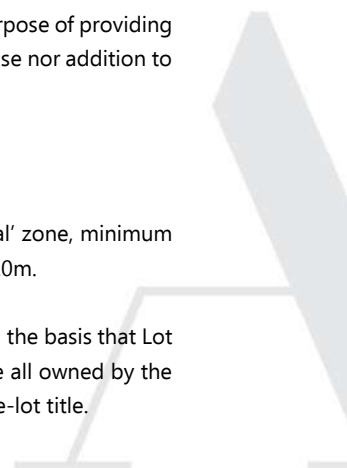 rpose of providing
se nor addition to
al’ zone, minimum
0m.
the basis that Lot
e all owned by the
e-lot title.